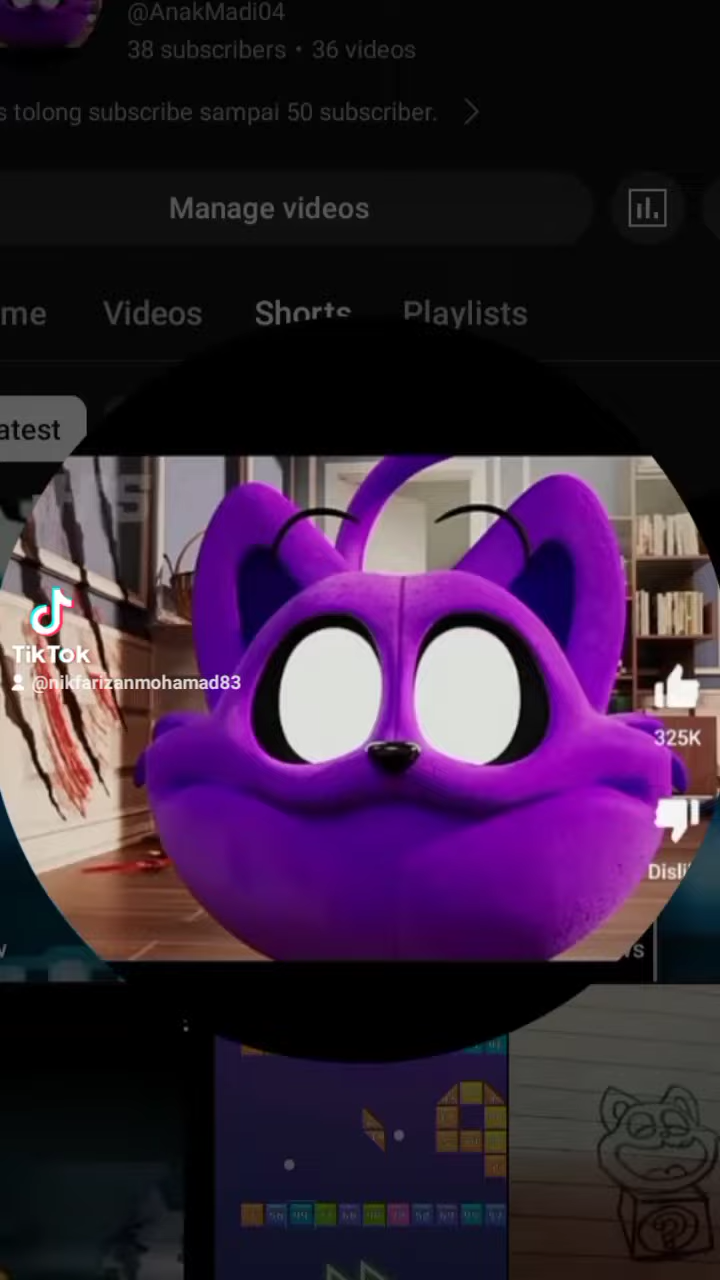 @AnakMadi04
38 subscribers • 36 videos
s tolong subscribe sampai 50 subscriber.
Manage videos
me Videos Shorts Playlists
atest
TikTok
@nikfarizanmohamad83
325K
Disli